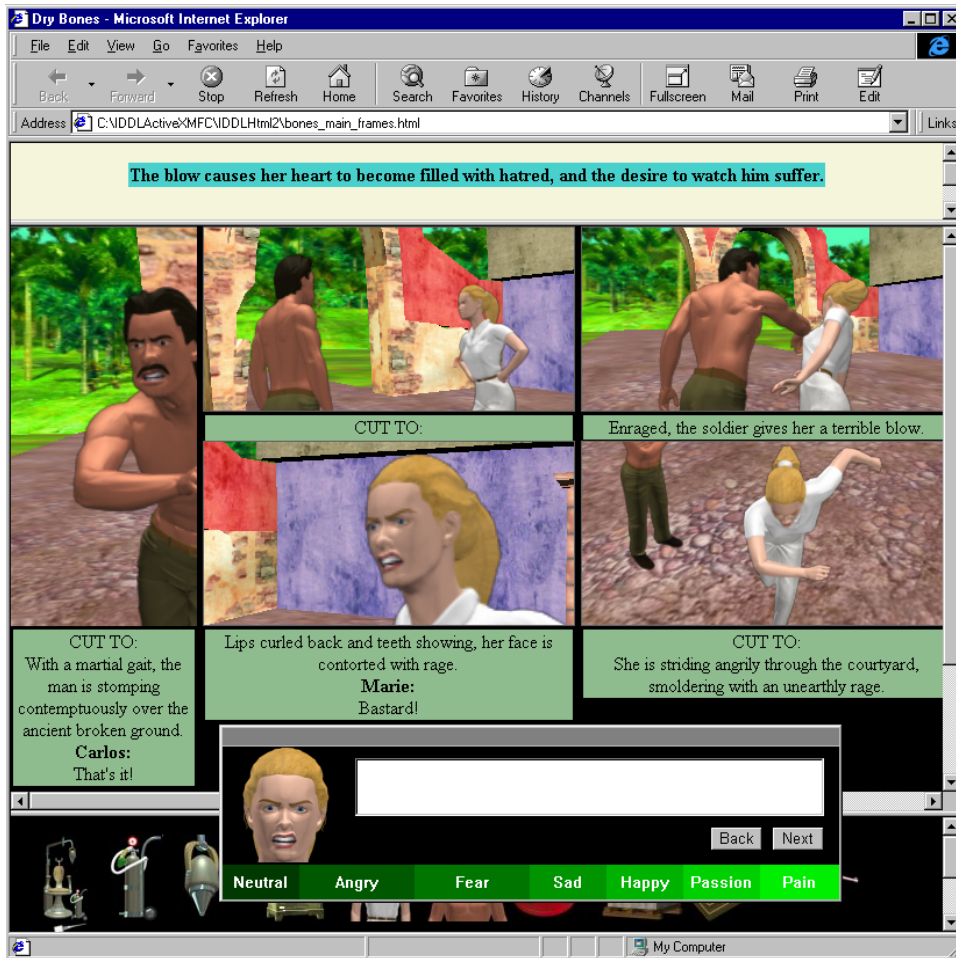 Dry Bones - Microsoft Internet Explorer
File Edit View Go Favorites Help
Back Forward Stop Refresh Home Search Favorites History Channels Fullscreen Mail Print Edit
Address C:\IDDLActiveXMFC\IDDLHtml2\bones_main_frames.html Links
The blow causes her heart to become filled with hatred, and the desire to watch him suffer.
CUT TO:
Enraged, the soldier gives her a terrible blow.
CUT TO:
With a martial gait, the
man is stomping
contemptuously over the
ancient broken ground.
Carlos:
That's it!
Lips curled back and teeth showing, her face is
contorted with rage.
Marie:
Bastard!
CUT TO:
She is striding angrily through the courtyard,
smoldering with an unearthly rage.
Back Next
Neutral Angry Fear Sad Happy Passion Pain
My Computer